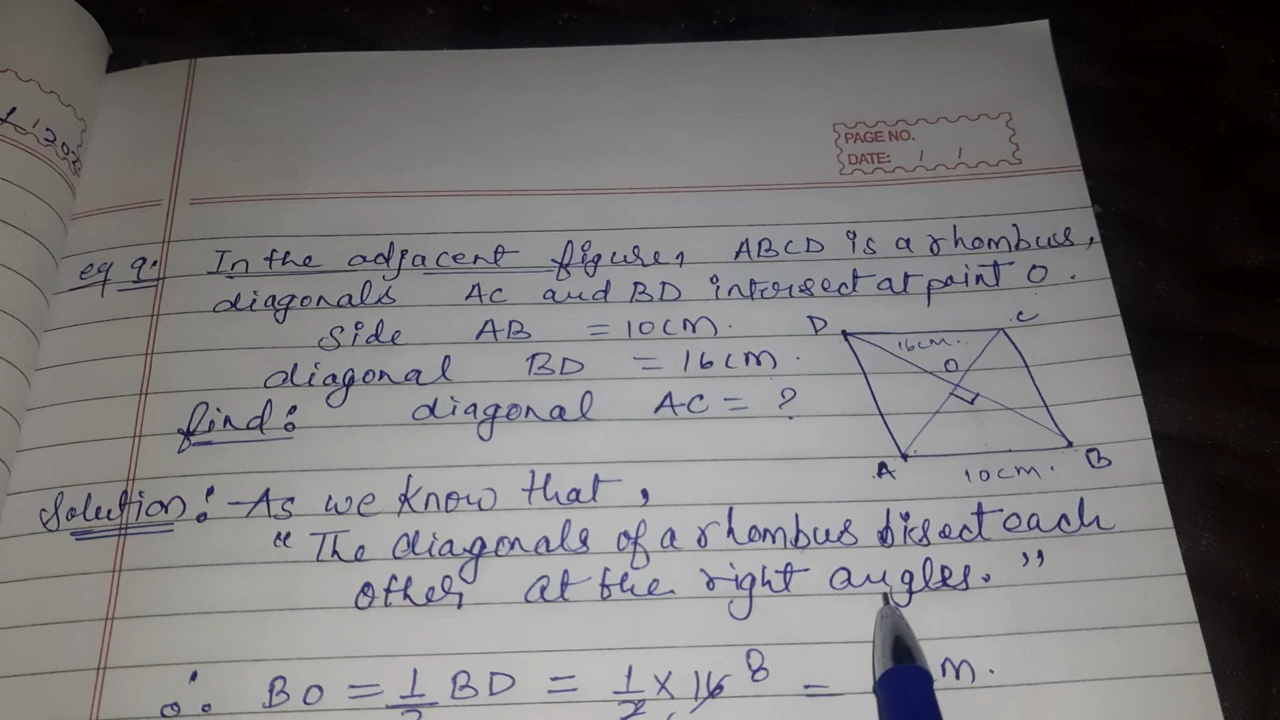 PAGE NO.
DATE: / /
eg 9: In the adjacent figure, ABCD is a rhombus,
diagonals AC and BD intersect at point O.
Side AB = 10cm.
diagonal BD = 16cm.
find: diagonal AC = ?
D
C
16cm.
O
A
10cm.
B
Solution:- As we know that,
"The diagonals of a rhombus bisect each
other at the right angles."
∴ BO = 1/2 BD = 1/2 × 16 8 = m.